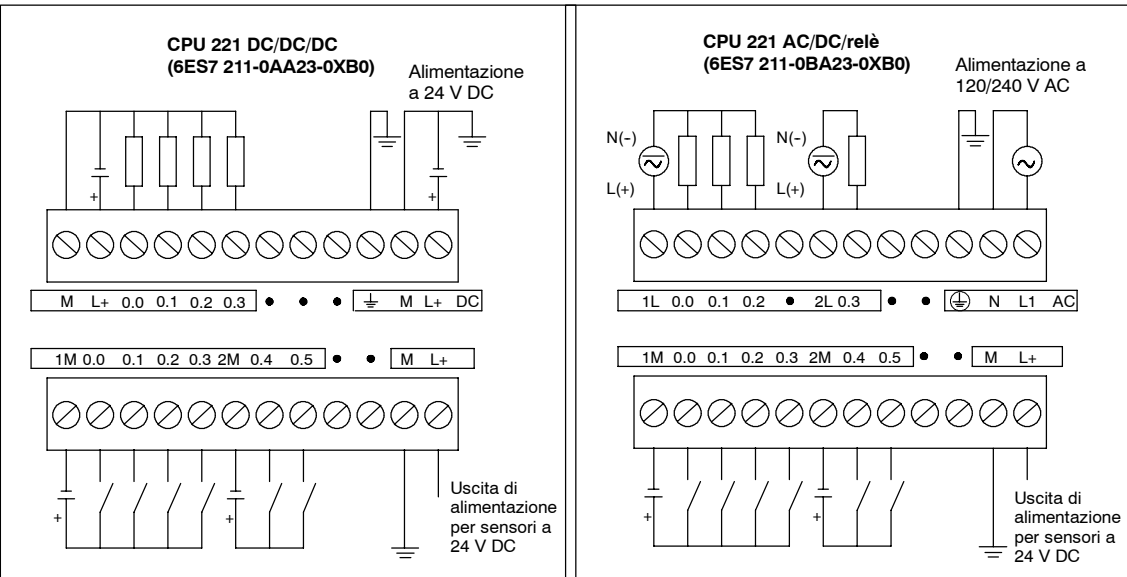 CPU 221 DC/DC/DC
(6ES7 211-0AA23-0XB0)
Alimentazione
a 24 V DC
+
+
M L+ 0.0 0.1 0.2 0.3 M L+ DC
1M 0.0 0.1 0.2 0.3 2M 0.4 0.5 M L+
+
+
Uscita di
alimentazione
per sensori a
24 V DC
CPU 221 AC/DC/relè
(6ES7 211-0BA23-0XB0)
Alimentazione a
120/240 V AC
N(-) N(-)
L(+) L(+)
1L 0.0 0.1 0.2 2L 0.3 N L1 AC
1M 0.0 0.1 0.2 0.3 2M 0.4 0.5 M L+
+
+
Uscita di
alimentazione
per sensori a
24 V DC